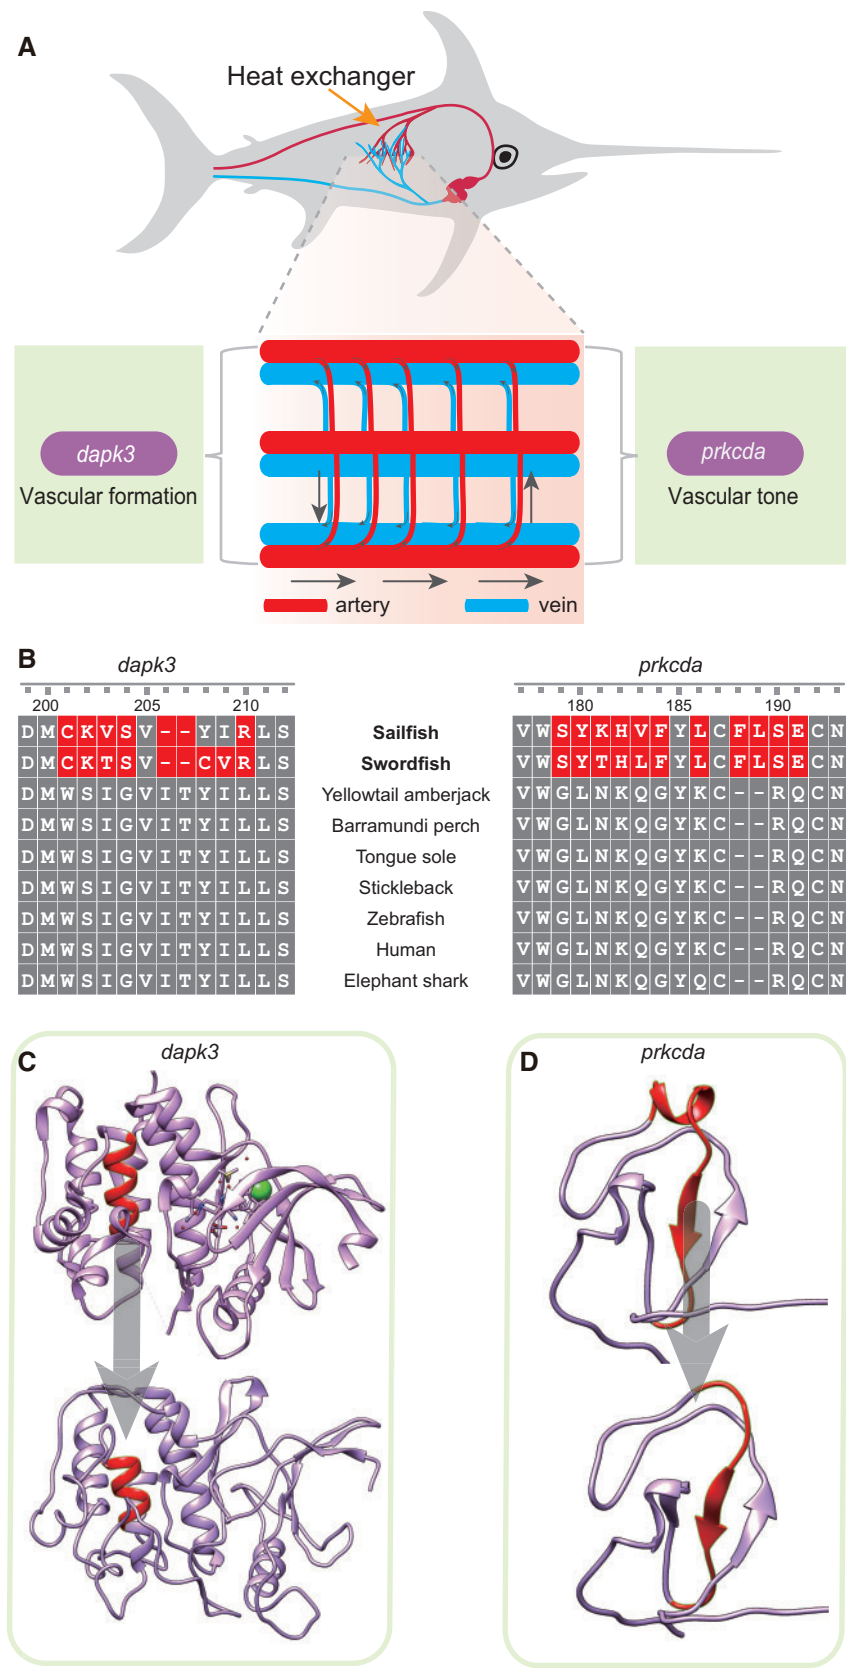 A
Heat exchanger
dapk3
Vascular formation
prkcda
Vascular tone
artery
vein
B
dapk3
prkcda
200 205 210
180 185 190
DMCKVSV--YIRLS Sailfish VWSYKHVFYLCFLSECN
DMCKTSV--CVRLS Swordfish VWSYTHLFYLCFLSECN
DMWSIGVITYILLS Yellowtail amberjack VWGLNKQGYKC--RQCN
DMWSIGVITYILLS Barramundi perch VWGLNKQGYKC--RQCN
DMWSIGVITYILLS Tongue sole VWGLNKQGYKC--RQCN
DMWSIGVITYILLS Stickleback VWGLNKQGYKC--RQCN
DMWSIGVITYILLS Zebrafish VWGLNKQGYKC--RQCN
DMWSIGVITYILLS Human VWGLNKQGYKC--RQCN
DMWSIGVITYILLS Elephant shark VWGLNKQGYQC--RQCN
C
dapk3
D
prkcda